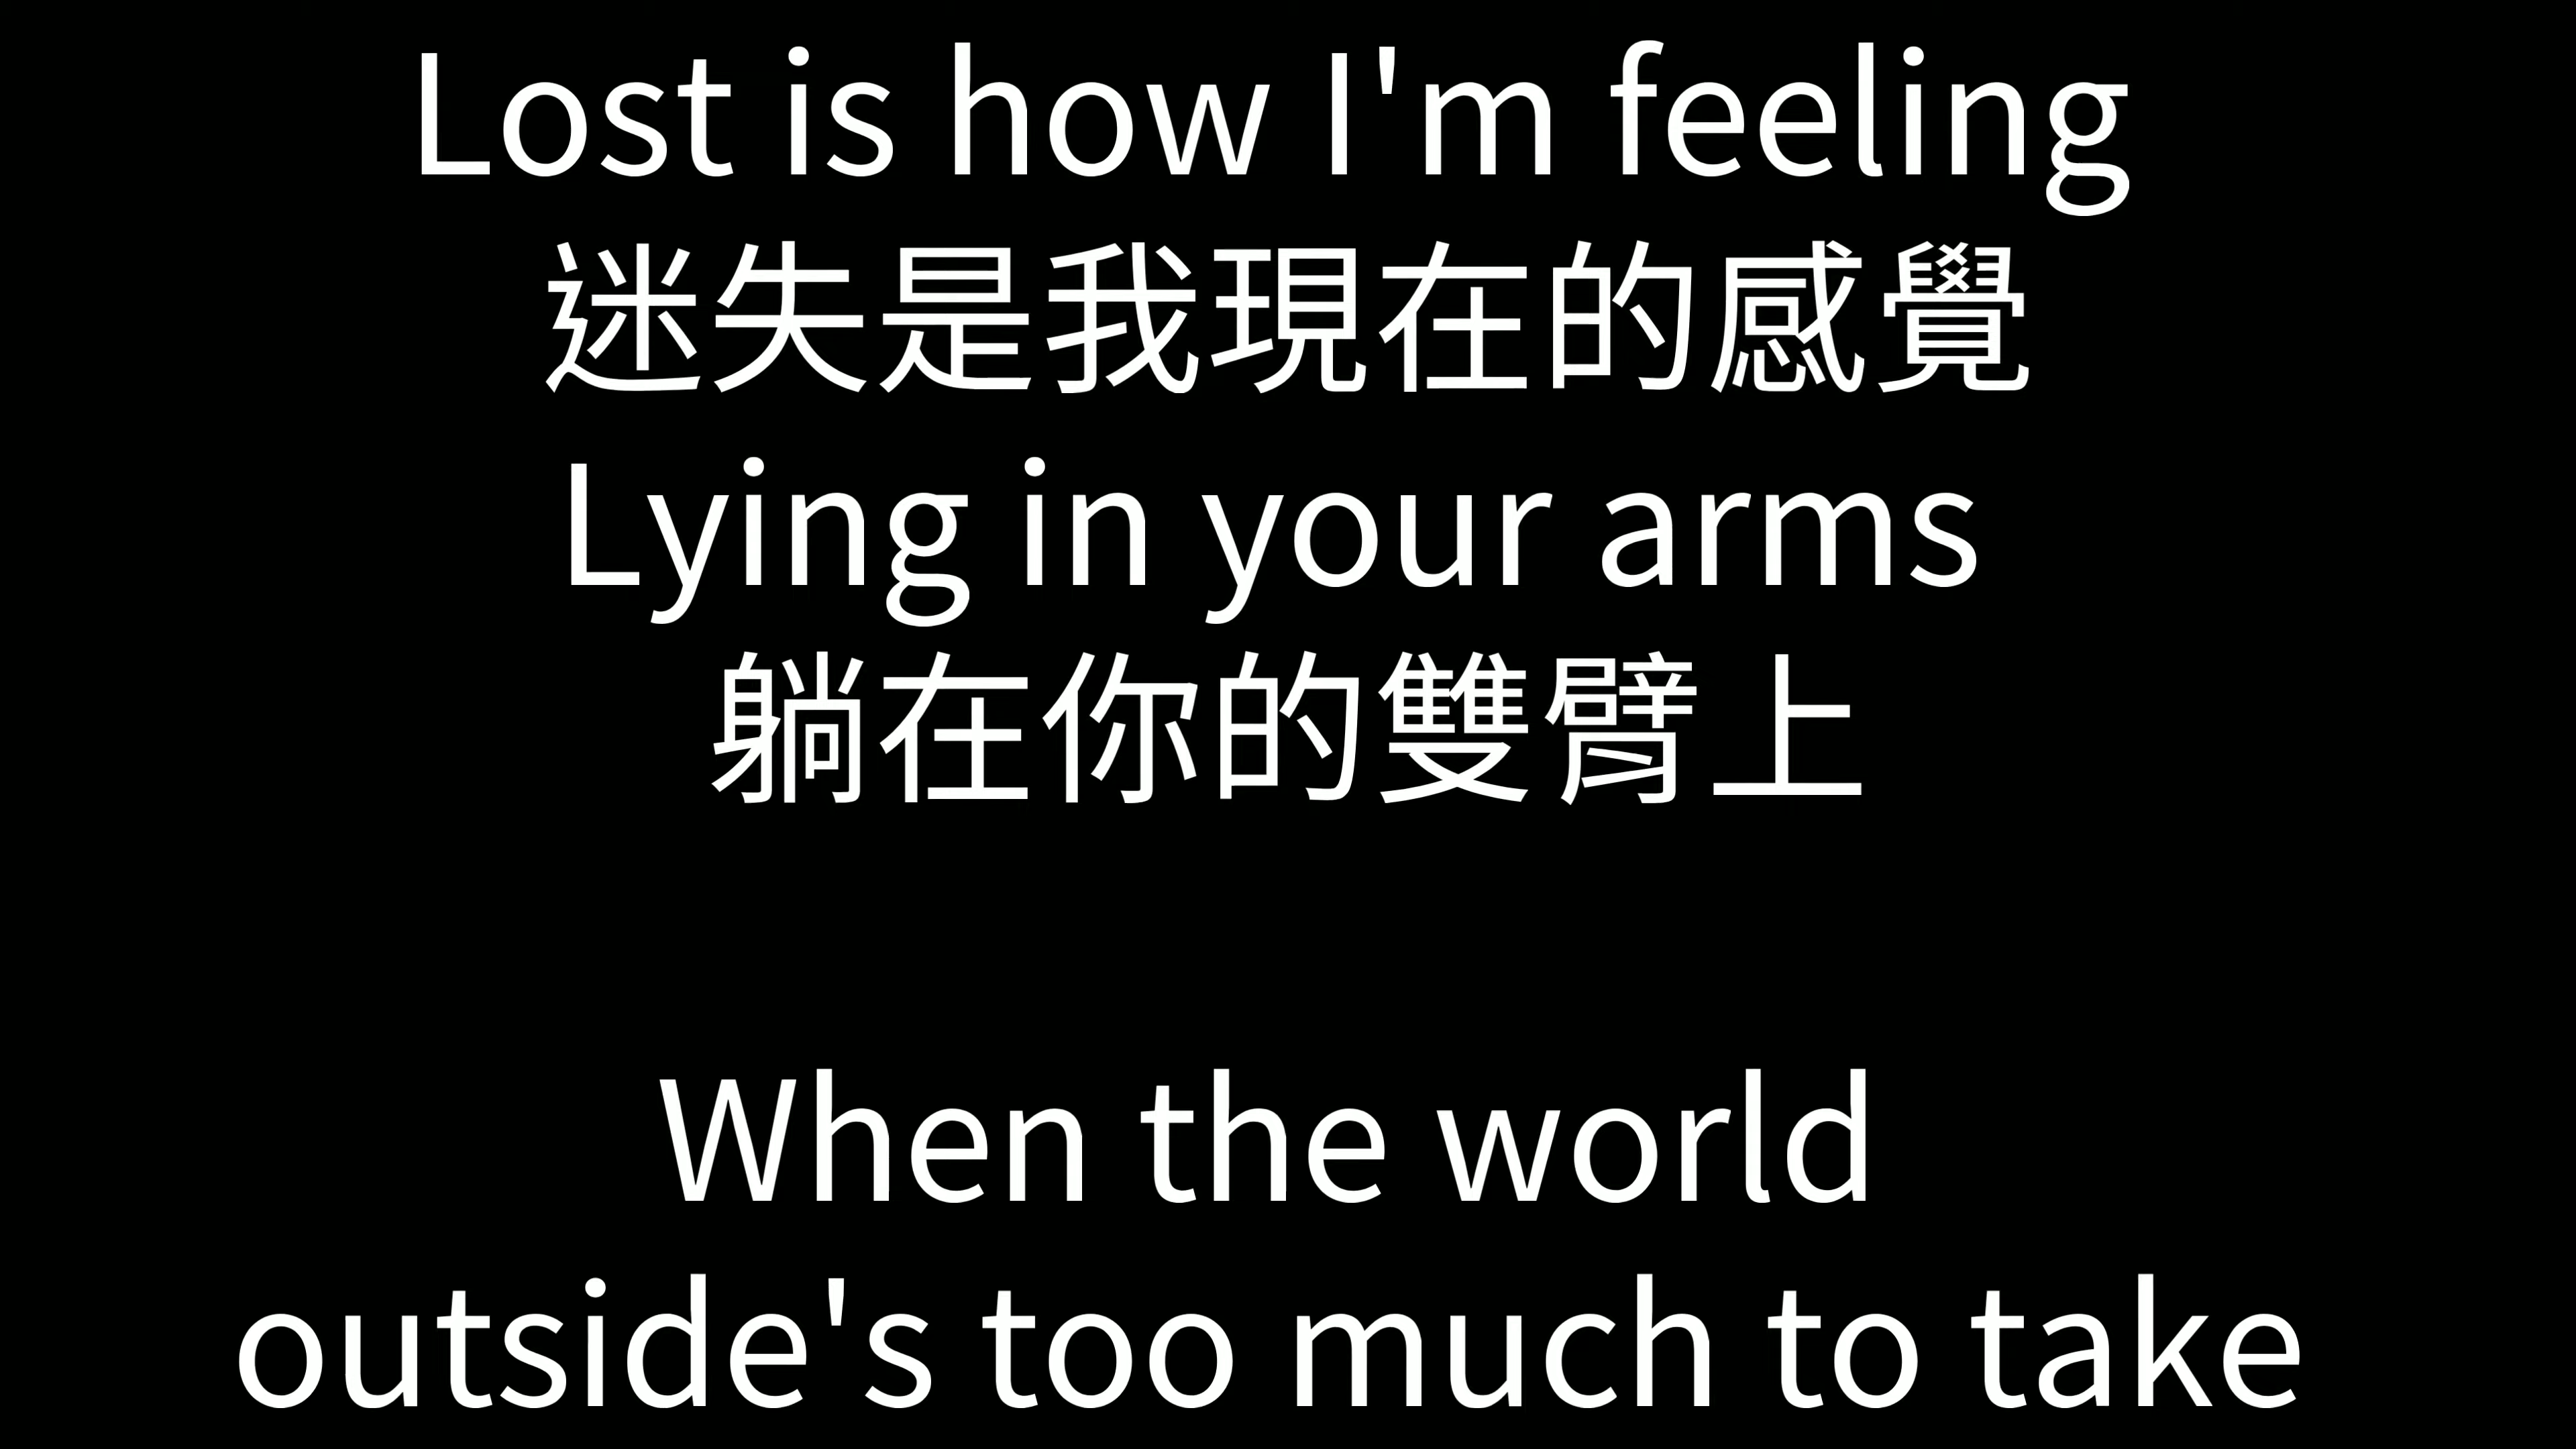 Lost is how I'm feeling
迷失是我現在的感覺
Lying in your arms
躺在你的雙臂上
When the world
outside's too much to take